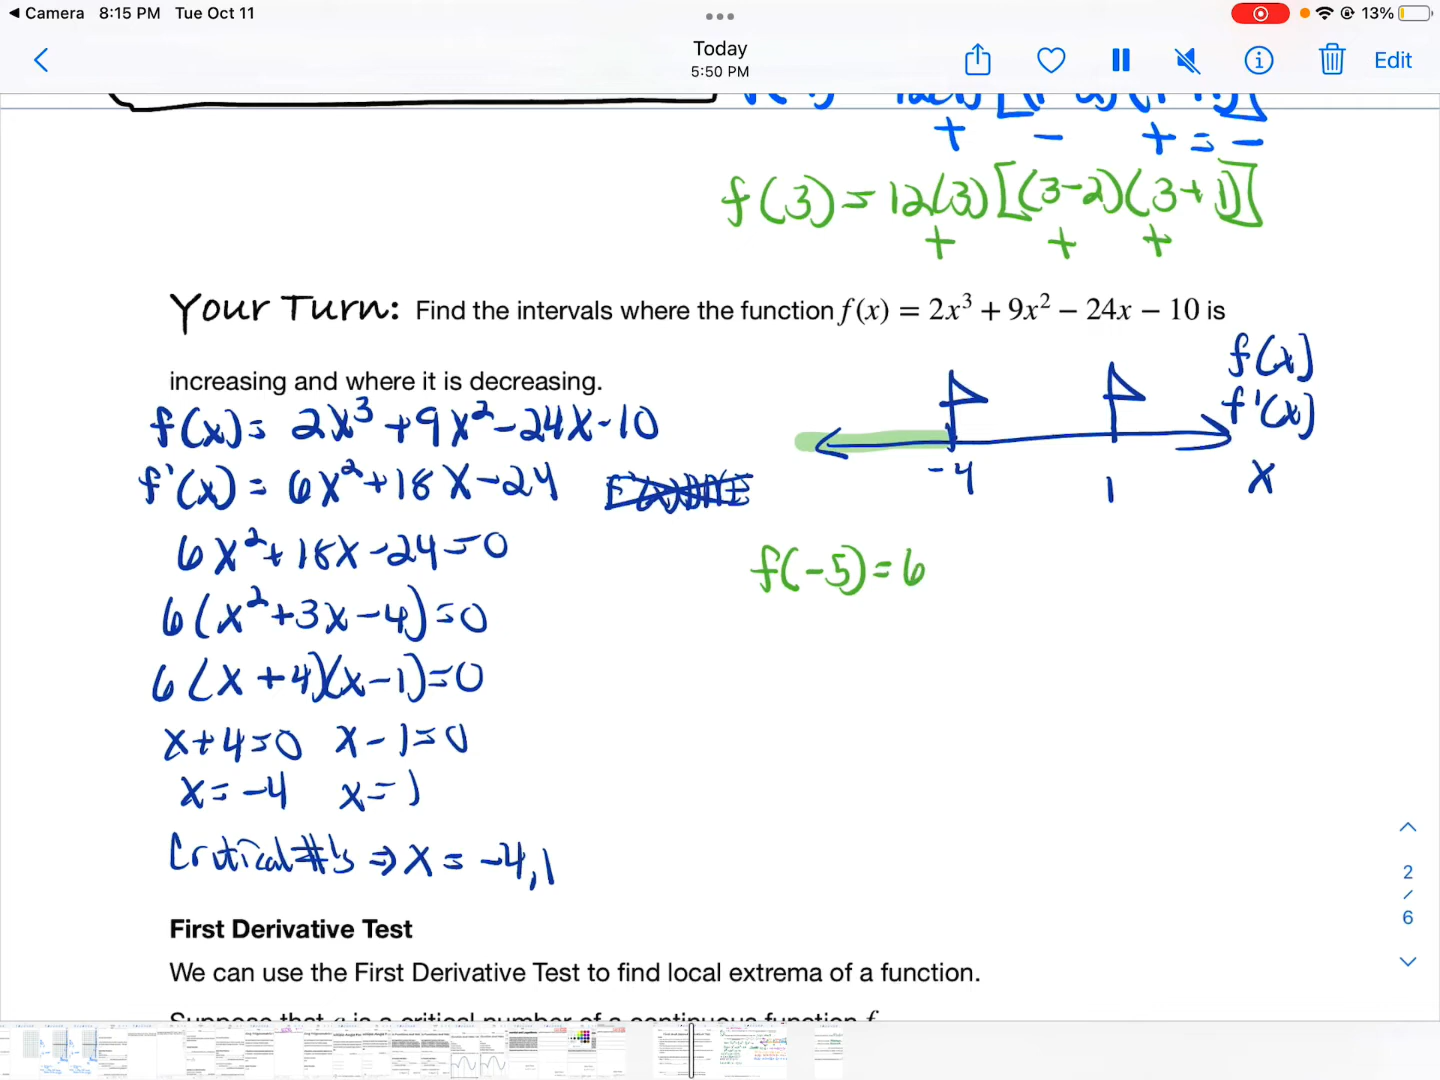 Camera 8:15 PM Tue Oct 11
13%
Today
5:50 PM
Edit
+ - + = -
f(3) = 12(3)[(3-2)(3+1)]
+ + +
Your Turn: Find the intervals where the function f(x) = 2x³ + 9x² − 24x − 10 is
increasing and where it is decreasing.
f(x)
f'(x)
-4 1 x
f(x) = 2x³ + 9x² - 24x - 10
f'(x) = 6x² + 18x - 24
6x² + 18x - 24 = 0
6(x² + 3x - 4) = 0
6(x + 4)(x - 1) = 0
x + 4 = 0 x - 1 = 0
x = -4 x = 1
Critical #'s ⇒ x = -4, 1
f(-5) = 6
2
/
6
First Derivative Test
We can use the First Derivative Test to find local extrema of a function.